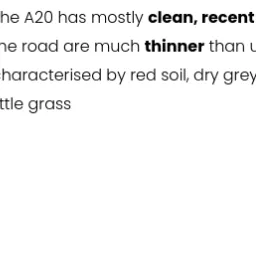 he A20 has mostly clean, recent
he road are much thinner than u
haracterised by red soil, dry grey
ttle grass